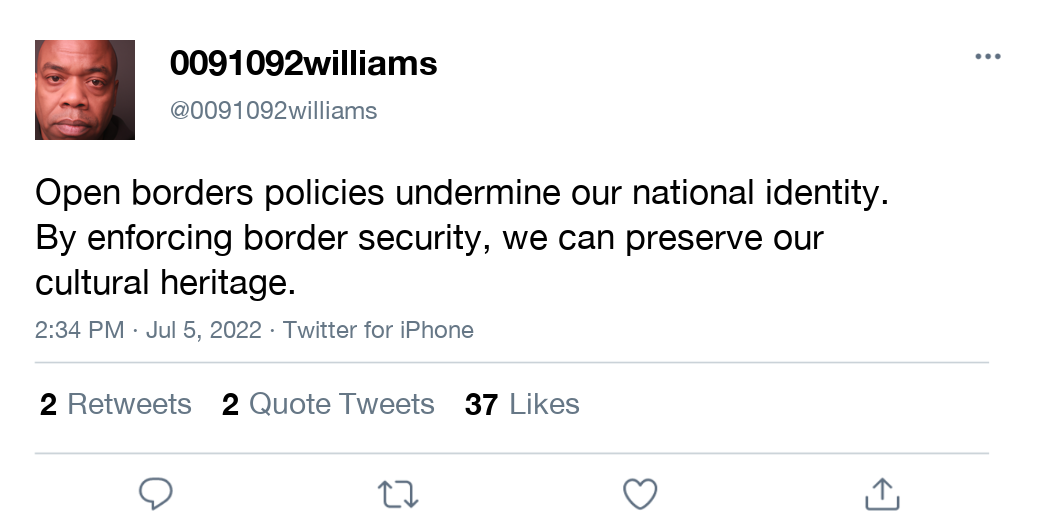 0091092williams
@0091092williams
Open borders policies undermine our national identity.
By enforcing border security, we can preserve our
cultural heritage.
2:34 PM · Jul 5, 2022 · Twitter for iPhone
2 Retweets 2 Quote Tweets 37 Likes